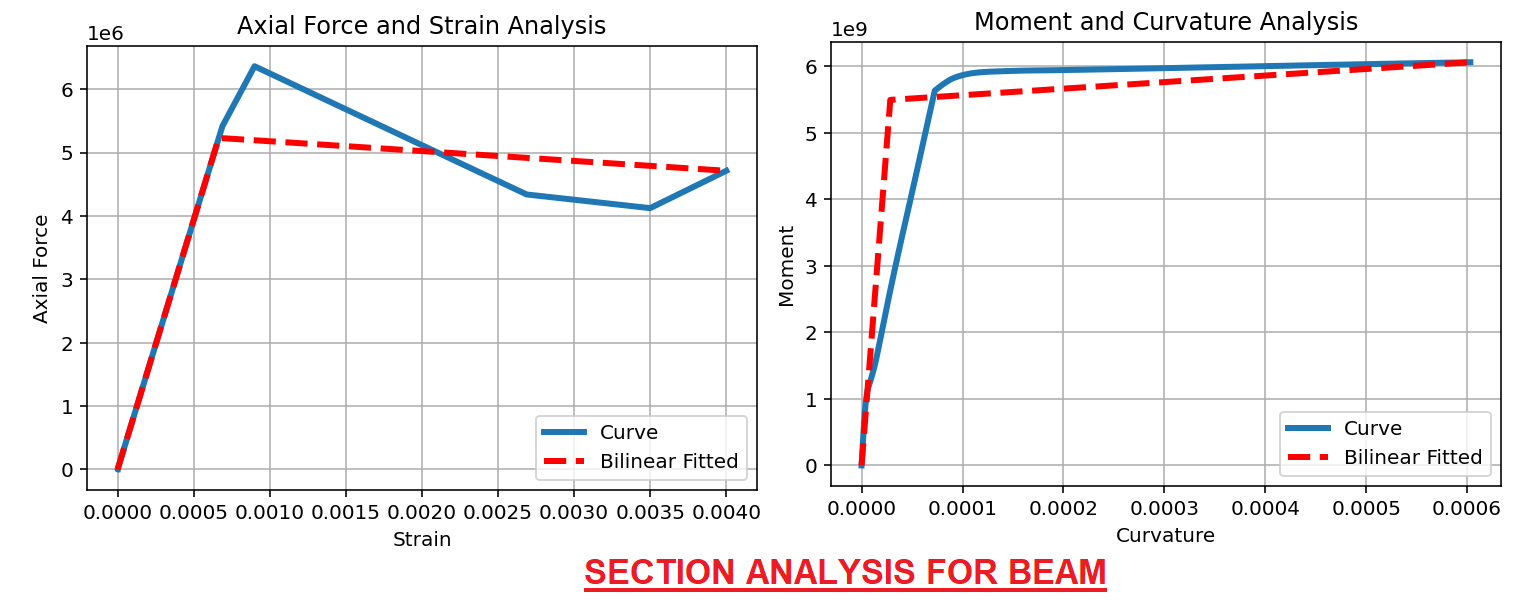 Axial Force and Strain Analysis
1e6
6
5
4
3
2
1
0
Axial Force
0.0000 0.0005 0.0010 0.0015 0.0020 0.0025 0.0030 0.0035 0.0040
Strain
Curve
Bilinear Fitted
Moment and Curvature Analysis
1e9
6
5
4
3
2
1
0
Moment
0.0000 0.0001 0.0002 0.0003 0.0004 0.0005 0.0006
Curvature
Curve
Bilinear Fitted
SECTION ANALYSIS FOR BEAM